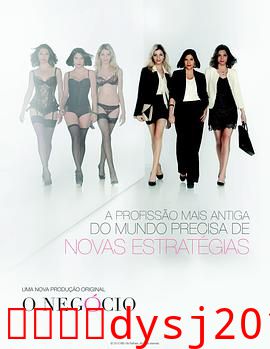 A PROFISSÃO MAIS ANTIGA
DO MUNDO PRECISA DE
NOVAS ESTRATÉGIAS
UMA NOVA PRODUÇÃO ORIGINAL
O NEGÓCIO
dysj20